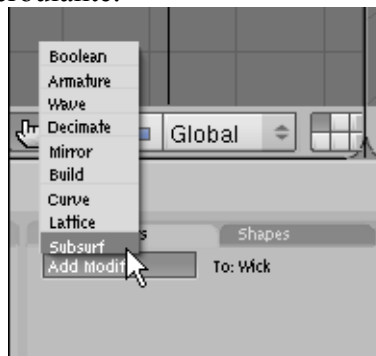 Boolean
Armature
Wave
Decimate
Global
Mirror
Build
Curve
Lattice
Shapes
Subsurf
Add Modif
To: Wick